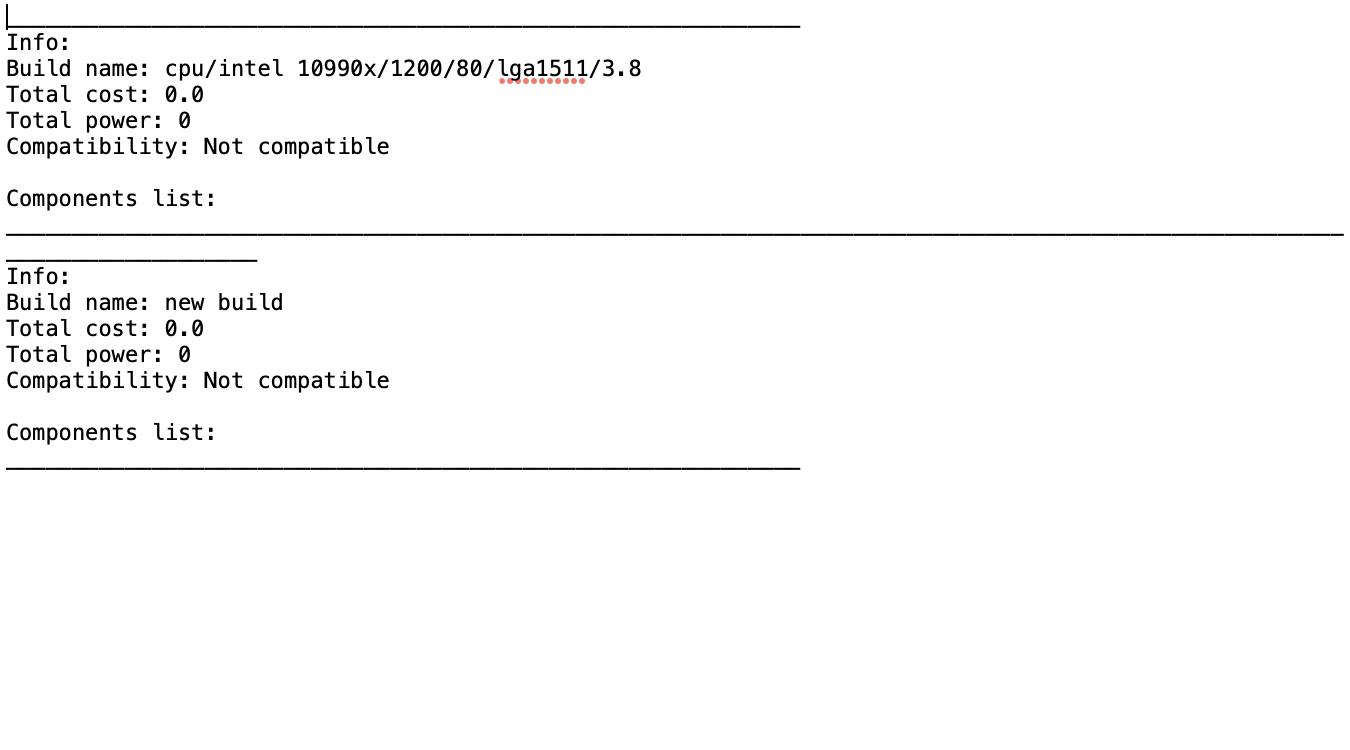 Info:
Build name: cpu/intel 10990x/1200/80/lga1511/3.8
Total cost: 0.0
Total power: 0
Compatibility: Not compatible
Components list:
Info:
Build name: new build
Total cost: 0.0
Total power: 0
Compatibility: Not compatible
Components list: